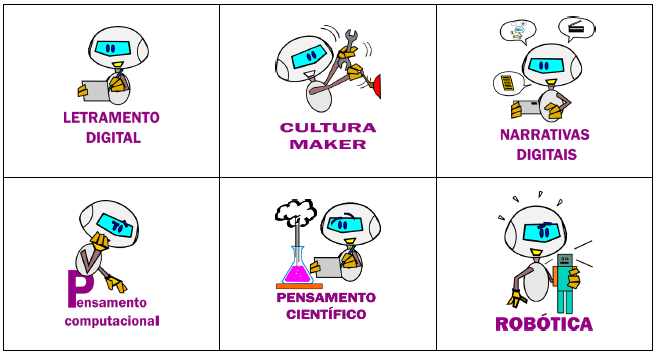 LETRAMENTO
DIGITAL
CULTURA
MAKER
NARRATIVAS
DIGITAIS
Pensamento
computacional
PENSAMENTO
CIENTÍFICO
ROBÓTICA